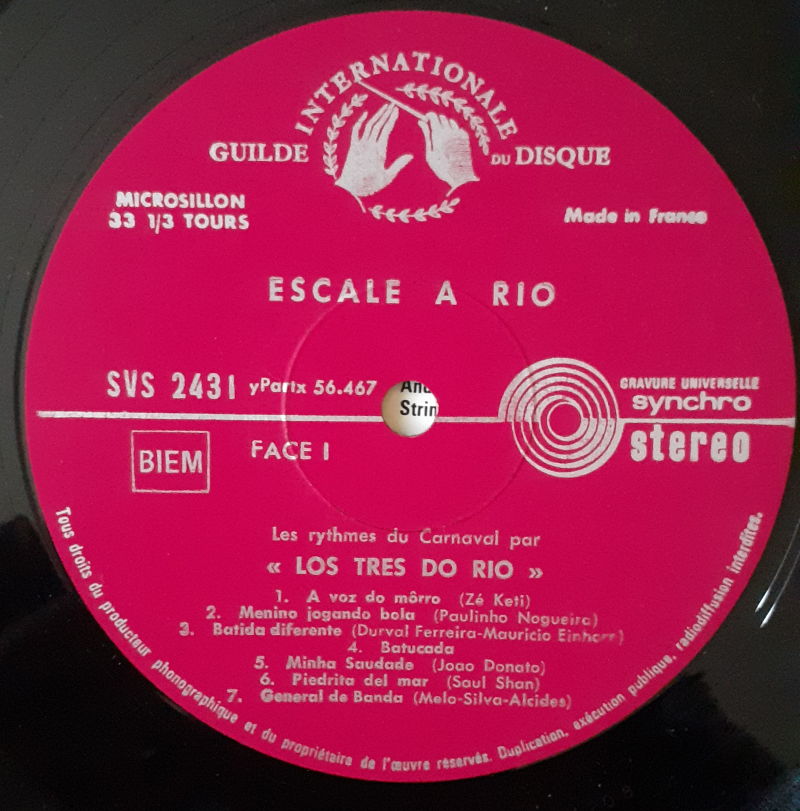 INTERNATIONALE
GUILDE DU DISQUE
MICROSILLON
33 1/3 TOURS
Made in France
ESCALE A RIO
SVS 2431 yPartx 56.467
Strin
GRAVURE UNIVERSELLE
synchro
stereo
BIEM
FACE I
Les rythmes du Carnaval par
« LOS TRES DO RIO »
1. A voz do môrro (Zé Keti)
2. Menino jogando bola (Paulinho Nogueira)
3. Batida diferente (Durval Ferreira-Mauricio Einhorn)
4. Batucada
5. Minha Saudade (Joao Donato)
6. Piedrita del mar (Saul Shan)
7. General de Banda (Melo-Silva-Alcides)
Tous droits du producteur phonographique et du propriétaire de l'œuvre réservés. Duplication, exécution publique, radiodiffusion interdites.